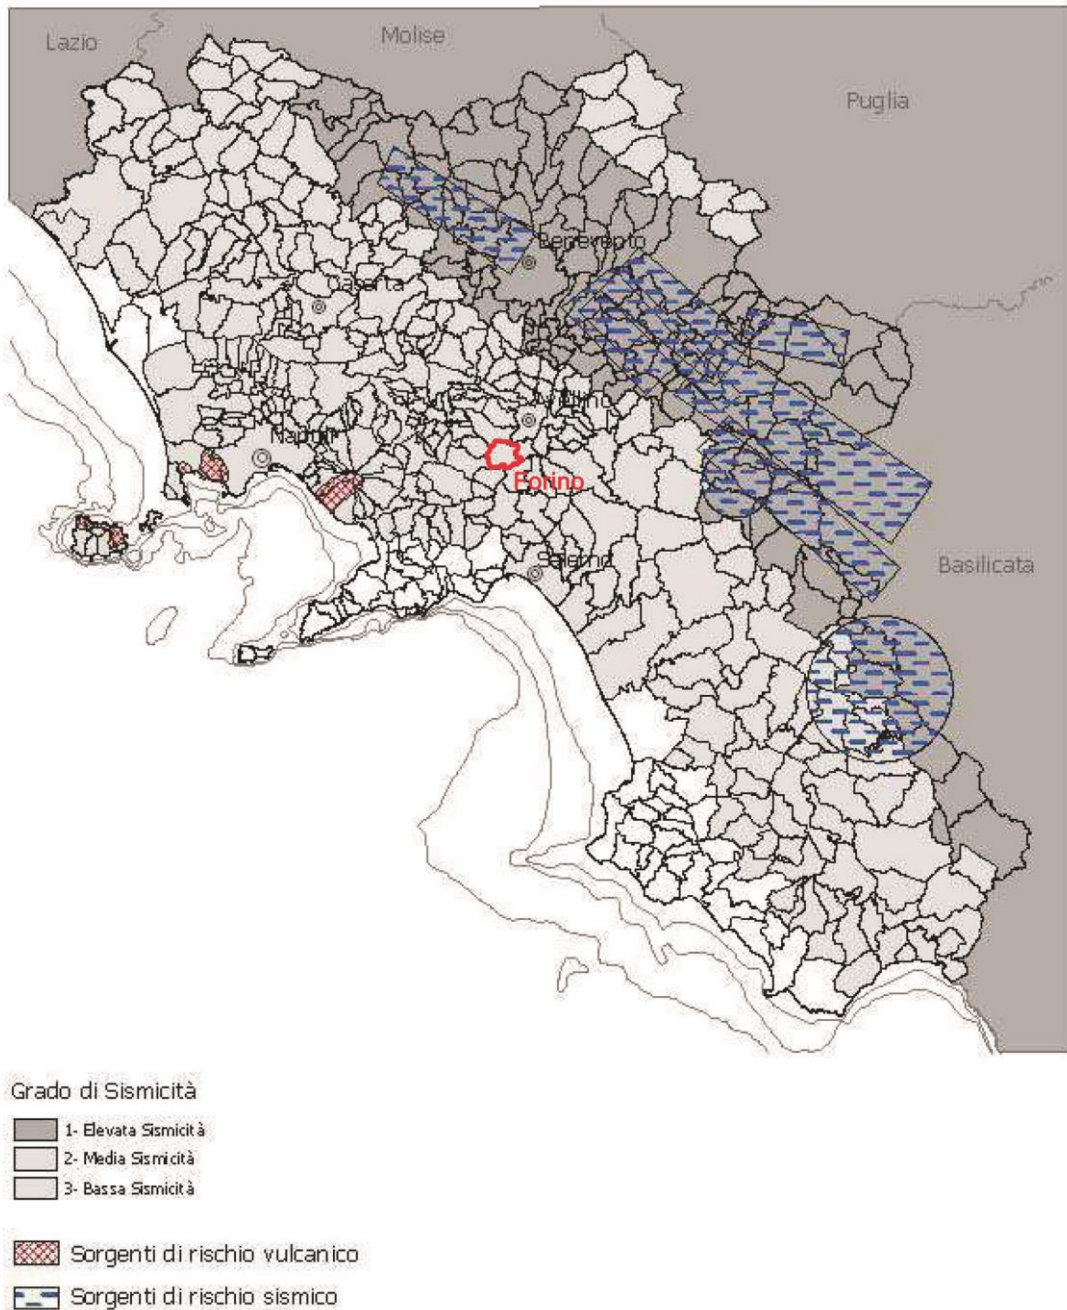 Lazio
Molise
Puglia
Benevento
Caserta
Avellino
Napoli
Forino
Salerno
Basilicata
Grado di Sismicità
1- Elevata Sismicità
2- Media Sismicità
3- Bassa Sismicità
Sorgenti di rischio vulcanico
Sorgenti di rischio sismico